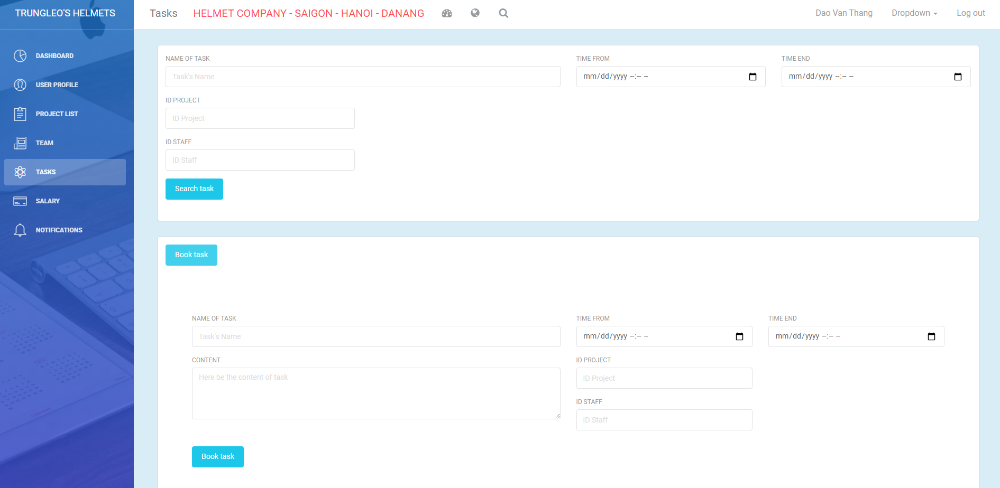 TRUNGLEO'S HELMETS
DASHBOARD
USER PROFILE
PROJECT LIST
TEAM
TASKS
SALARY
NOTIFICATIONS
Tasks HELMET COMPANY - SAIGON - HANOI - DANANG
Dao Van Thang Dropdown Log out
NAME OF TASK TIME FROM TIME END
Task's Name mm/dd/yyyy --:-- -- mm/dd/yyyy --:-- --
ID PROJECT
ID Project
ID STAFF
ID Staff
Search task
Book task
NAME OF TASK TIME FROM TIME END
Task's Name mm/dd/yyyy --:-- -- mm/dd/yyyy --:-- --
CONTENT ID PROJECT
Here be the content of task ID Project
ID STAFF
ID Staff
Book task